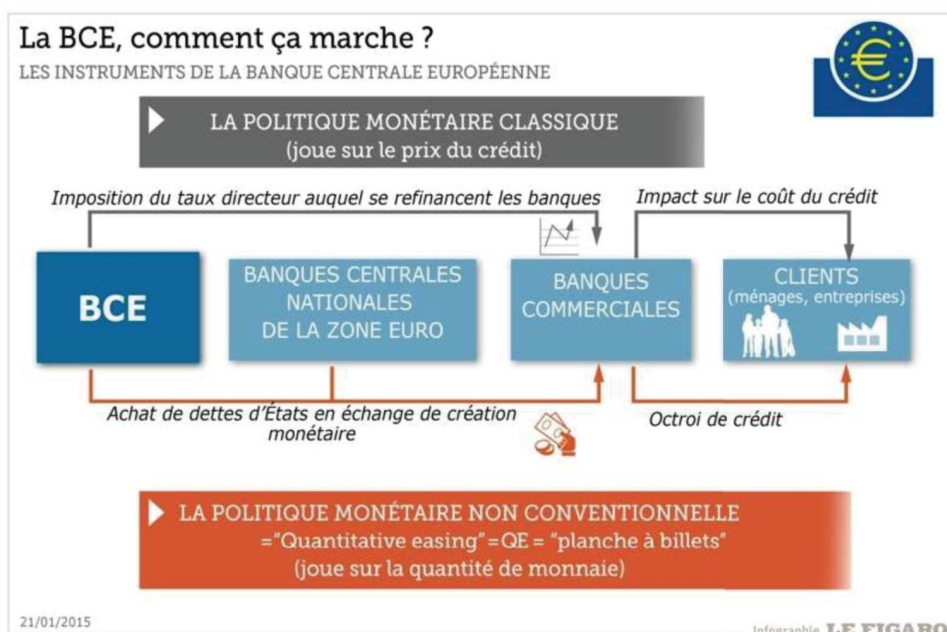 La BCE, comment ça marche ?
LES INSTRUMENTS DE LA BANQUE CENTRALE EUROPÉENNE
€
LA POLITIQUE MONÉTAIRE CLASSIQUE
(joue sur le prix du crédit)
Imposition du taux directeur auquel se refinancent les banques
Impact sur le coût du crédit
BCE
BANQUES CENTRALES
NATIONALES
DE LA ZONE EURO
BANQUES
COMMERCIALES
CLIENTS
(ménages, entreprises)
Achat de dettes d'États en échange de création
monétaire
Octroi de crédit
LA POLITIQUE MONÉTAIRE NON CONVENTIONNELLE
="Quantitative easing"=QE = "planche à billets"
(joue sur la quantité de monnaie)
21/01/2015
Infographie LE FIGARO